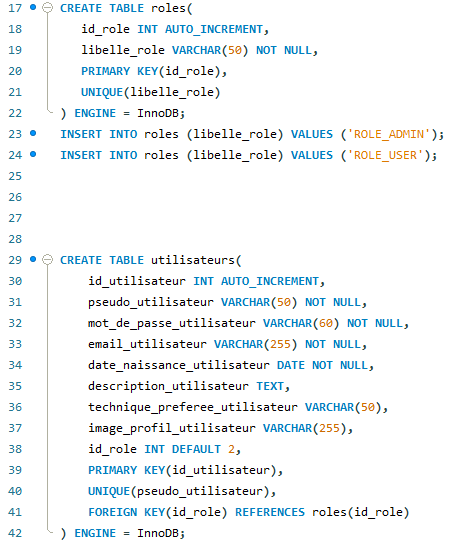 17 CREATE TABLE roles(
18 id_role INT AUTO_INCREMENT,
19 libelle_role VARCHAR(50) NOT NULL,
20 PRIMARY KEY(id_role),
21 UNIQUE(libelle_role)
22 ) ENGINE = InnoDB;
23 INSERT INTO roles (libelle_role) VALUES ('ROLE_ADMIN');
24 INSERT INTO roles (libelle_role) VALUES ('ROLE_USER');
25
26
27
28
29 CREATE TABLE utilisateurs(
30 id_utilisateur INT AUTO_INCREMENT,
31 pseudo_utilisateur VARCHAR(50) NOT NULL,
32 mot_de_passe_utilisateur VARCHAR(60) NOT NULL,
33 email_utilisateur VARCHAR(255) NOT NULL,
34 date_naissance_utilisateur DATE NOT NULL,
35 description_utilisateur TEXT,
36 technique_preferee_utilisateur VARCHAR(50),
37 image_profil_utilisateur VARCHAR(255),
38 id_role INT DEFAULT 2,
39 PRIMARY KEY(id_utilisateur),
40 UNIQUE(pseudo_utilisateur),
41 FOREIGN KEY(id_role) REFERENCES roles(id_role)
42 ) ENGINE = InnoDB;